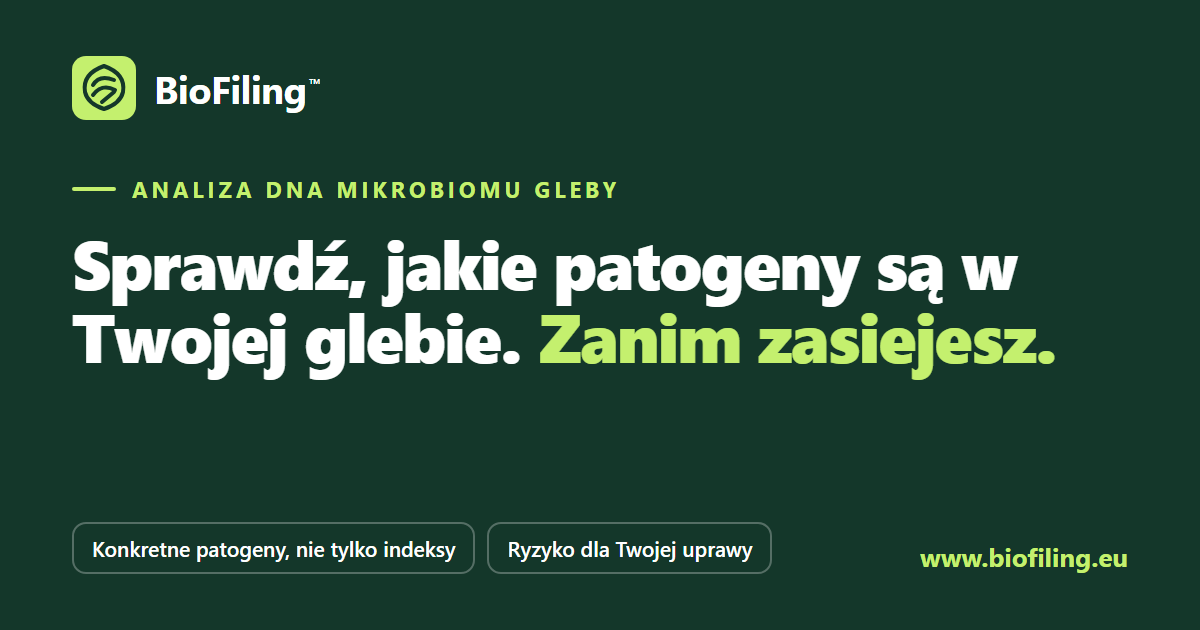 BioFiling™
ANALIZA DNA MIKROBIOMU GLEBY
Sprawdź, jakie patogeny są w
Twojej glebie. Zanim zasiejesz.
Konkretne patogeny, nie tylko indeksy
Ryzyko dla Twojej uprawy
www.biofiling.eu